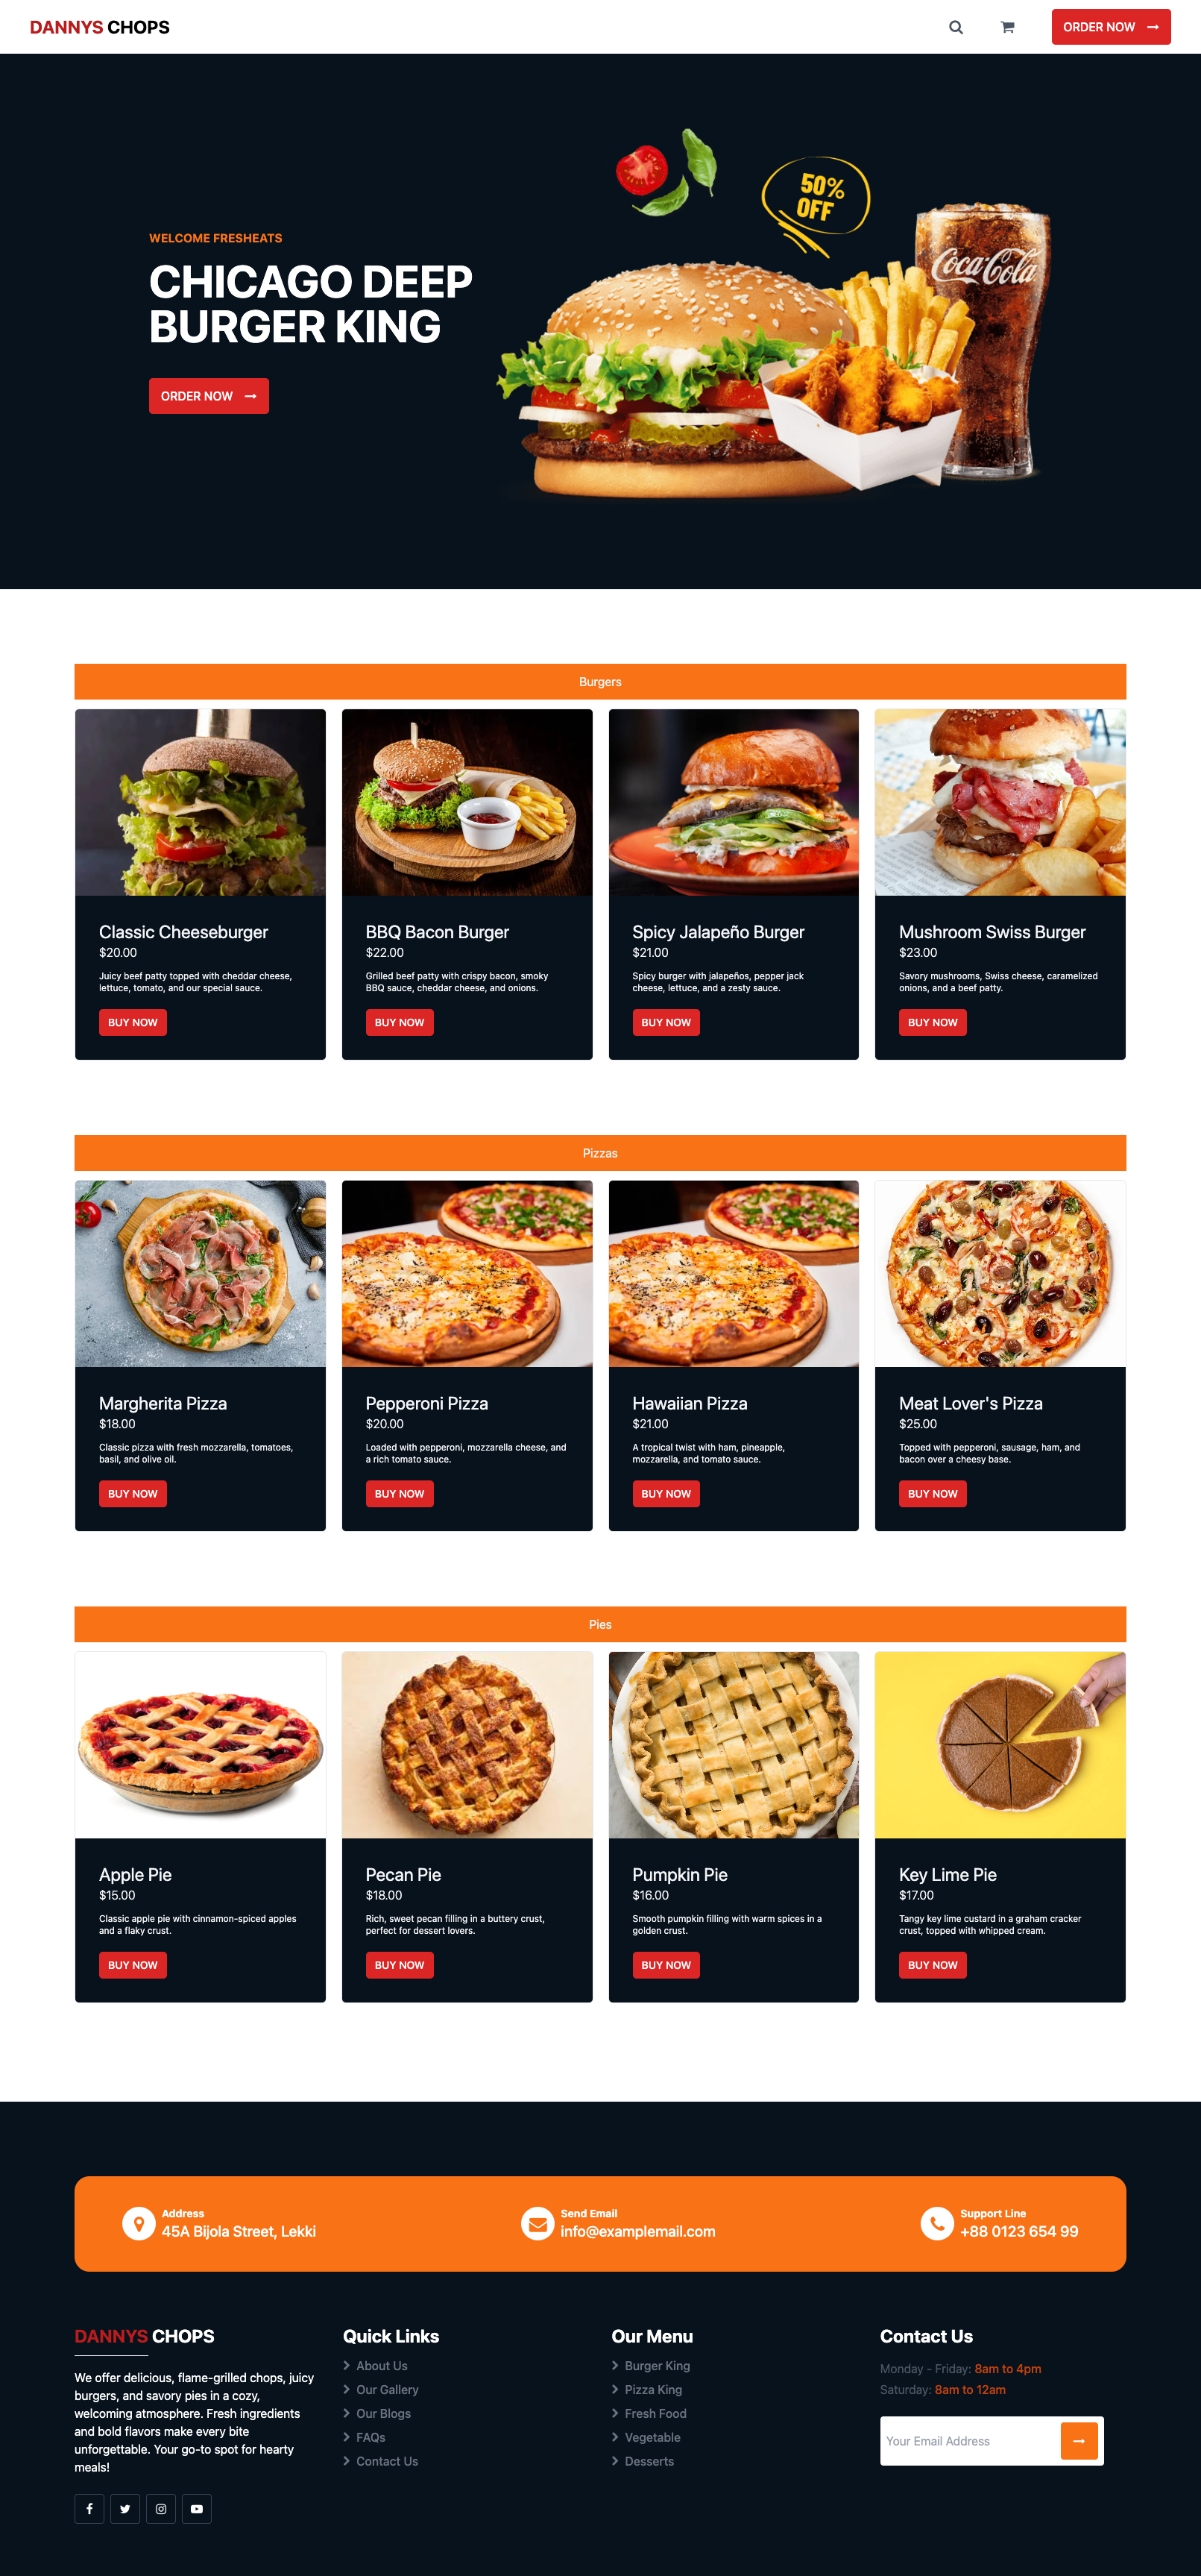 DANNYS CHOPS
ORDER NOW
WELCOME FRESHEATS
CHICAGO DEEP
BURGER KING
ORDER NOW
50%
OFF
Coca-Cola
Burgers
Classic Cheeseburger
$20.00
Juicy beef patty topped with cheddar cheese,
lettuce, tomato, and our special sauce.
BUY NOW
BBQ Bacon Burger
$22.00
Grilled beef patty with crispy bacon, smoky
BBQ sauce, cheddar cheese, and onions.
BUY NOW
Spicy Jalapeño Burger
$21.00
Spicy burger with jalapeños, pepper jack
cheese, lettuce, and a zesty sauce.
BUY NOW
Mushroom Swiss Burger
$23.00
Savory mushrooms, Swiss cheese, caramelized
onions, and a beef patty.
BUY NOW
Pizzas
Margherita Pizza
$18.00
Classic pizza with fresh mozzarella, tomatoes,
basil, and olive oil.
BUY NOW
Pepperoni Pizza
$20.00
Loaded with pepperoni, mozzarella cheese, and
a rich tomato sauce.
BUY NOW
Hawaiian Pizza
$21.00
A tropical twist with ham, pineapple,
mozzarella, and tomato sauce.
BUY NOW
Meat Lover's Pizza
$25.00
Topped with pepperoni, sausage, ham, and
bacon over a cheesy base.
BUY NOW
Pies
Apple Pie
$15.00
Classic apple pie with cinnamon-spiced apples
and a flaky crust.
BUY NOW
Pecan Pie
$18.00
Rich, sweet pecan filling in a buttery crust,
perfect for dessert lovers.
BUY NOW
Pumpkin Pie
$16.00
Smooth pumpkin filling with warm spices in a
golden crust.
BUY NOW
Key Lime Pie
$17.00
Tangy key lime custard in a graham cracker
crust, topped with whipped cream.
BUY NOW
Address
45A Bijola Street, Lekki
Send Email
info@examplemail.com
Support Line
+88 0123 654 99
DANNYS CHOPS
We offer delicious, flame-grilled chops, juicy
burgers, and savory pies in a cozy,
welcoming atmosphere. Fresh ingredients
and bold flavors make every bite
unforgettable. Your go-to spot for hearty
meals!
Quick Links
About Us
Our Gallery
Our Blogs
FAQs
Contact Us
Our Menu
Burger King
Pizza King
Fresh Food
Vegetable
Desserts
Contact Us
Monday - Friday: 8am to 4pm
Saturday: 8am to 12am
Your Email Address